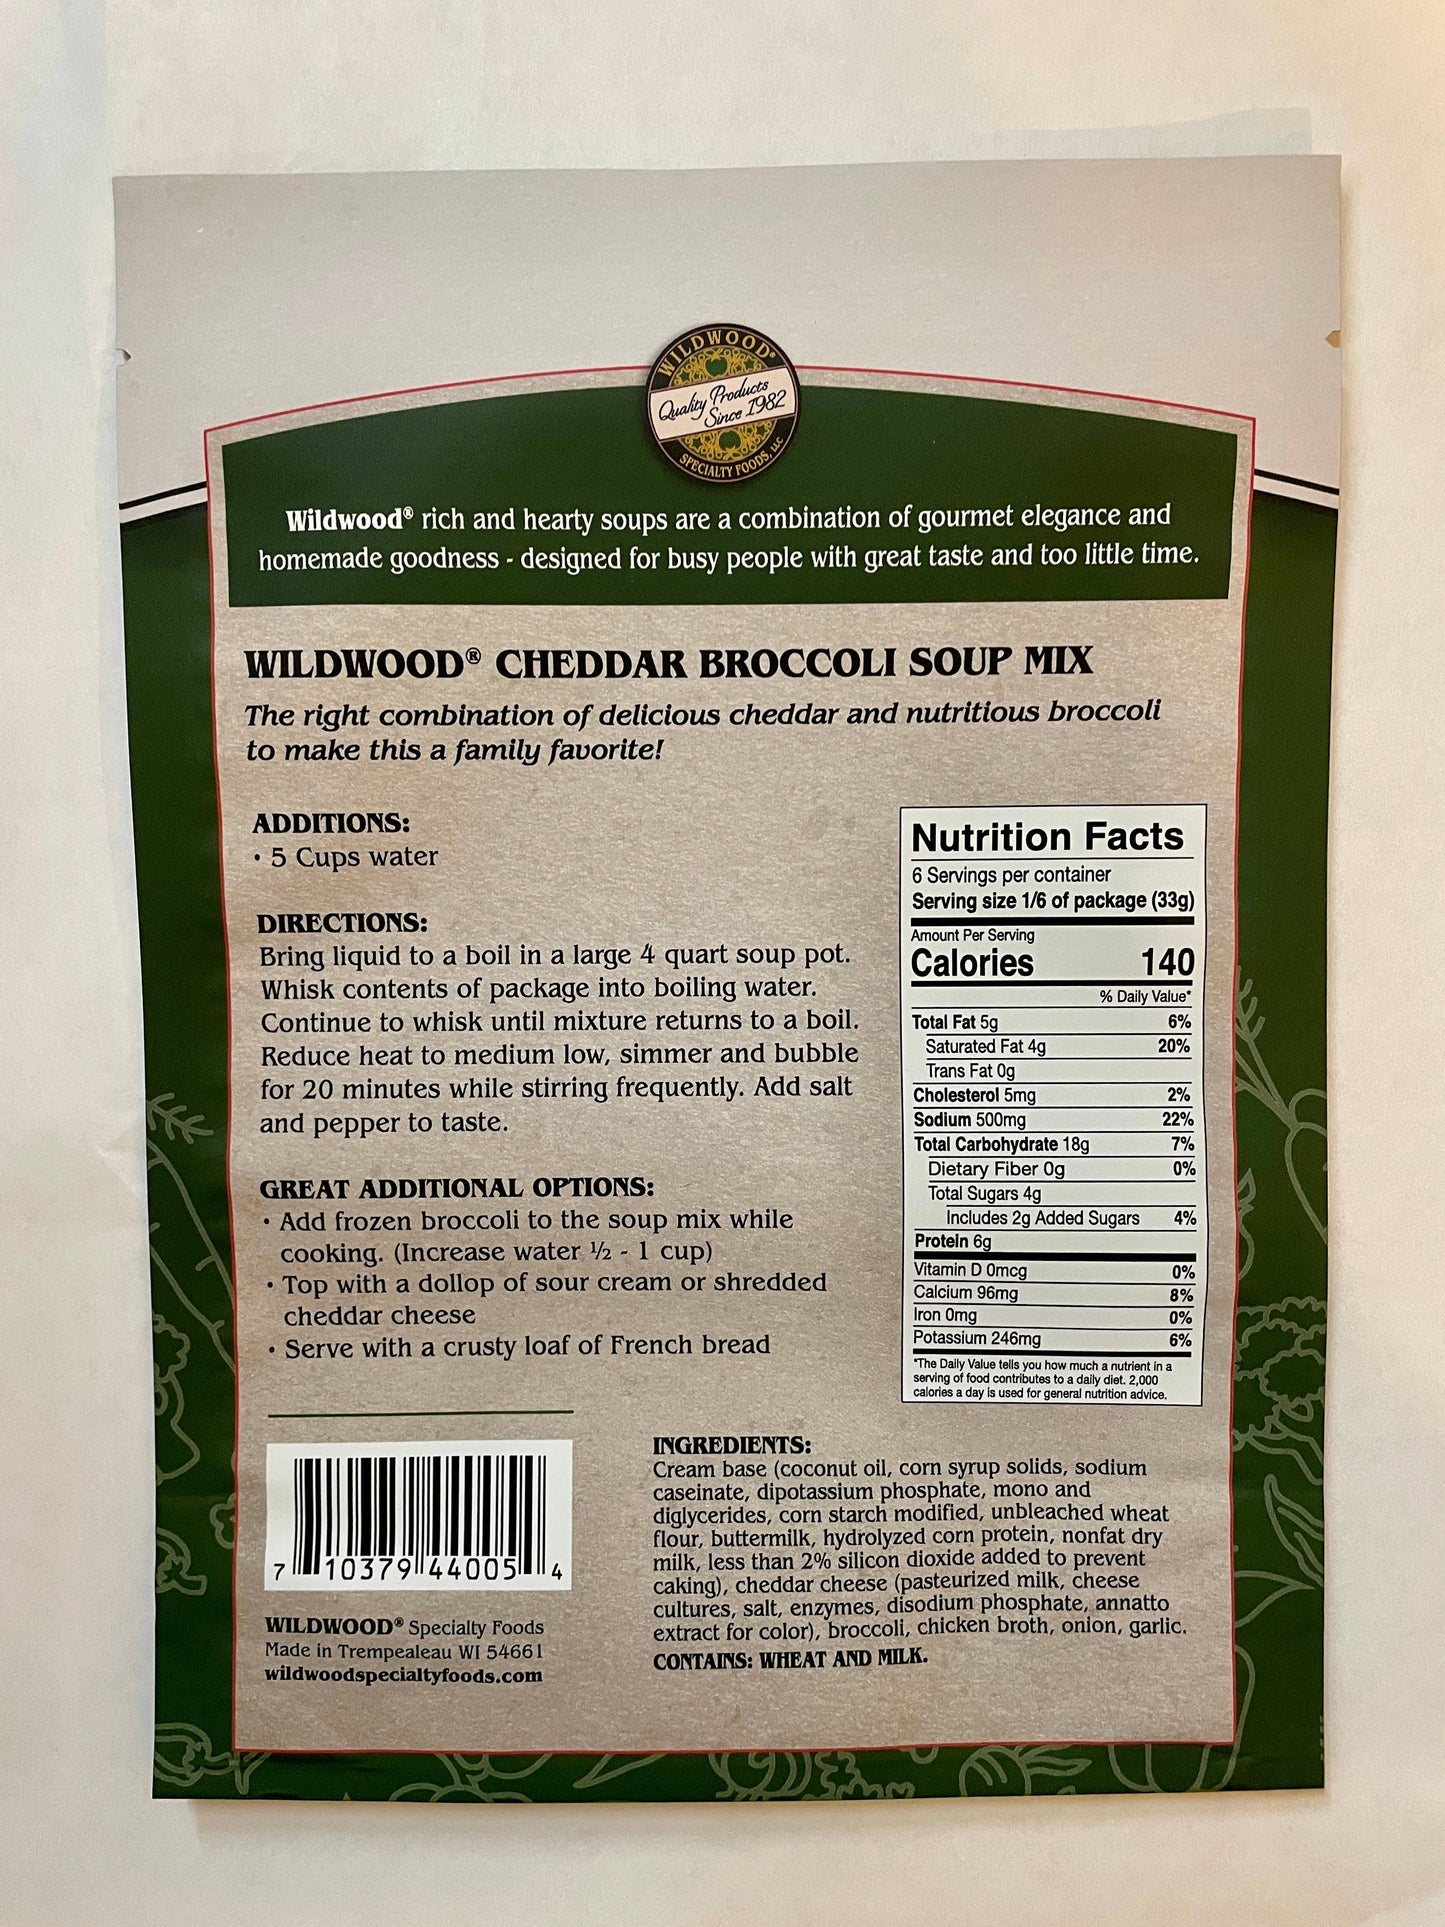 WILDWOOD®
Quality Products
Since 1982
SPECIALTY FOODS, LLC
Wildwood® rich and hearty soups are a combination of gourmet elegance and
homemade goodness - designed for busy people with great taste and too little time.
WILDWOOD® CHEDDAR BROCCOLI SOUP MIX
The right combination of delicious cheddar and nutritious broccoli
to make this a family favorite!
ADDITIONS:
• 5 Cups water
DIRECTIONS:
Bring liquid to a boil in a large 4 quart soup pot.
Whisk contents of package into boiling water.
Continue to whisk until mixture returns to a boil.
Reduce heat to medium low, simmer and bubble
for 20 minutes while stirring frequently. Add salt
and pepper to taste.
GREAT ADDITIONAL OPTIONS:
• Add frozen broccoli to the soup mix while
cooking. (Increase water ½ - 1 cup)
• Top with a dollop of sour cream or shredded
cheddar cheese
• Serve with a crusty loaf of French bread
Nutrition Facts
6 Servings per container
Serving size 1/6 of package (33g)
Amount Per Serving
Calories 140
% Daily Value*
Total Fat 5g 6%
Saturated Fat 4g 20%
Trans Fat 0g
Cholesterol 5mg 2%
Sodium 500mg 22%
Total Carbohydrate 18g 7%
Dietary Fiber 0g 0%
Total Sugars 4g
Includes 2g Added Sugars 4%
Protein 6g
Vitamin D 0mcg 0%
Calcium 96mg 8%
Iron 0mg 0%
Potassium 246mg 6%
*The Daily Value tells you how much a nutrient in a
serving of food contributes to a daily diet. 2,000
calories a day is used for general nutrition advice.
7 10379 44005 4
WILDWOOD® Specialty Foods
Made in Trempealeau WI 54661
wildwoodspecialtyfoods.com
INGREDIENTS:
Cream base (coconut oil, corn syrup solids, sodium
caseinate, dipotassium phosphate, mono and
diglycerides, corn starch modified, unbleached wheat
flour, buttermilk, hydrolyzed corn protein, nonfat dry
milk, less than 2% silicon dioxide added to prevent
caking), cheddar cheese (pasteurized milk, cheese
cultures, salt, enzymes, disodium phosphate, annatto
extract for color), broccoli, chicken broth, onion, garlic.
CONTAINS: WHEAT AND MILK.